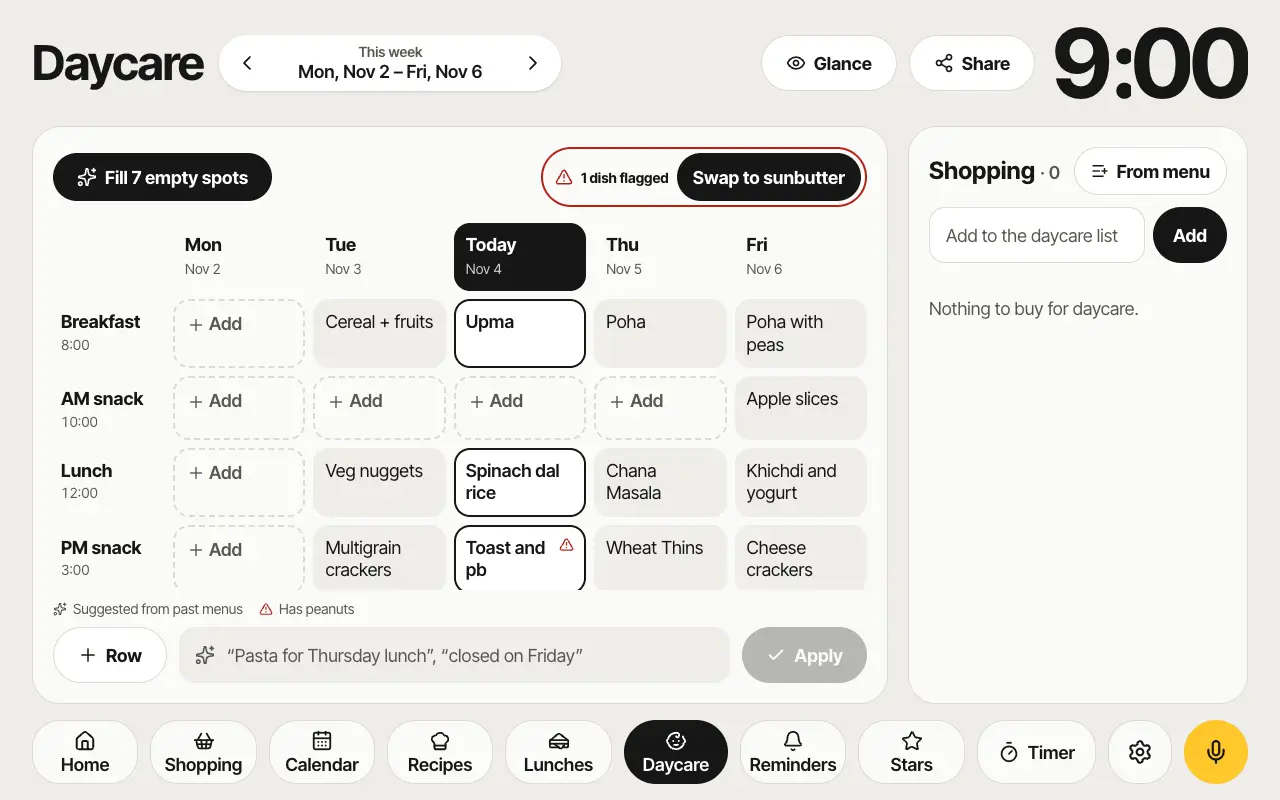 Daycare
This week
Mon, Nov 2 – Fri, Nov 6
Glance
Share
9:00
Fill 7 empty spots
1 dish flagged
Swap to sunbutter
Mon
Nov 2
Tue
Nov 3
Today
Nov 4
Thu
Nov 5
Fri
Nov 6
Breakfast
8:00
+ Add
Cereal + fruits
Upma
Poha
Poha with
peas
AM snack
10:00
+ Add
+ Add
+ Add
+ Add
Apple slices
Lunch
12:00
+ Add
Veg nuggets
Spinach dal
rice
Chana
Masala
Khichdi and
yogurt
PM snack
3:00
+ Add
Multigrain
crackers
Toast and
pb
Wheat Thins
Cheese
crackers
Suggested from past menus
Has peanuts
+ Row
“Pasta for Thursday lunch”, “closed on Friday”
Apply
Shopping · 0
From menu
Add to the daycare list
Add
Nothing to buy for daycare.
Home
Shopping
Calendar
Recipes
Lunches
Daycare
Reminders
Stars
Timer